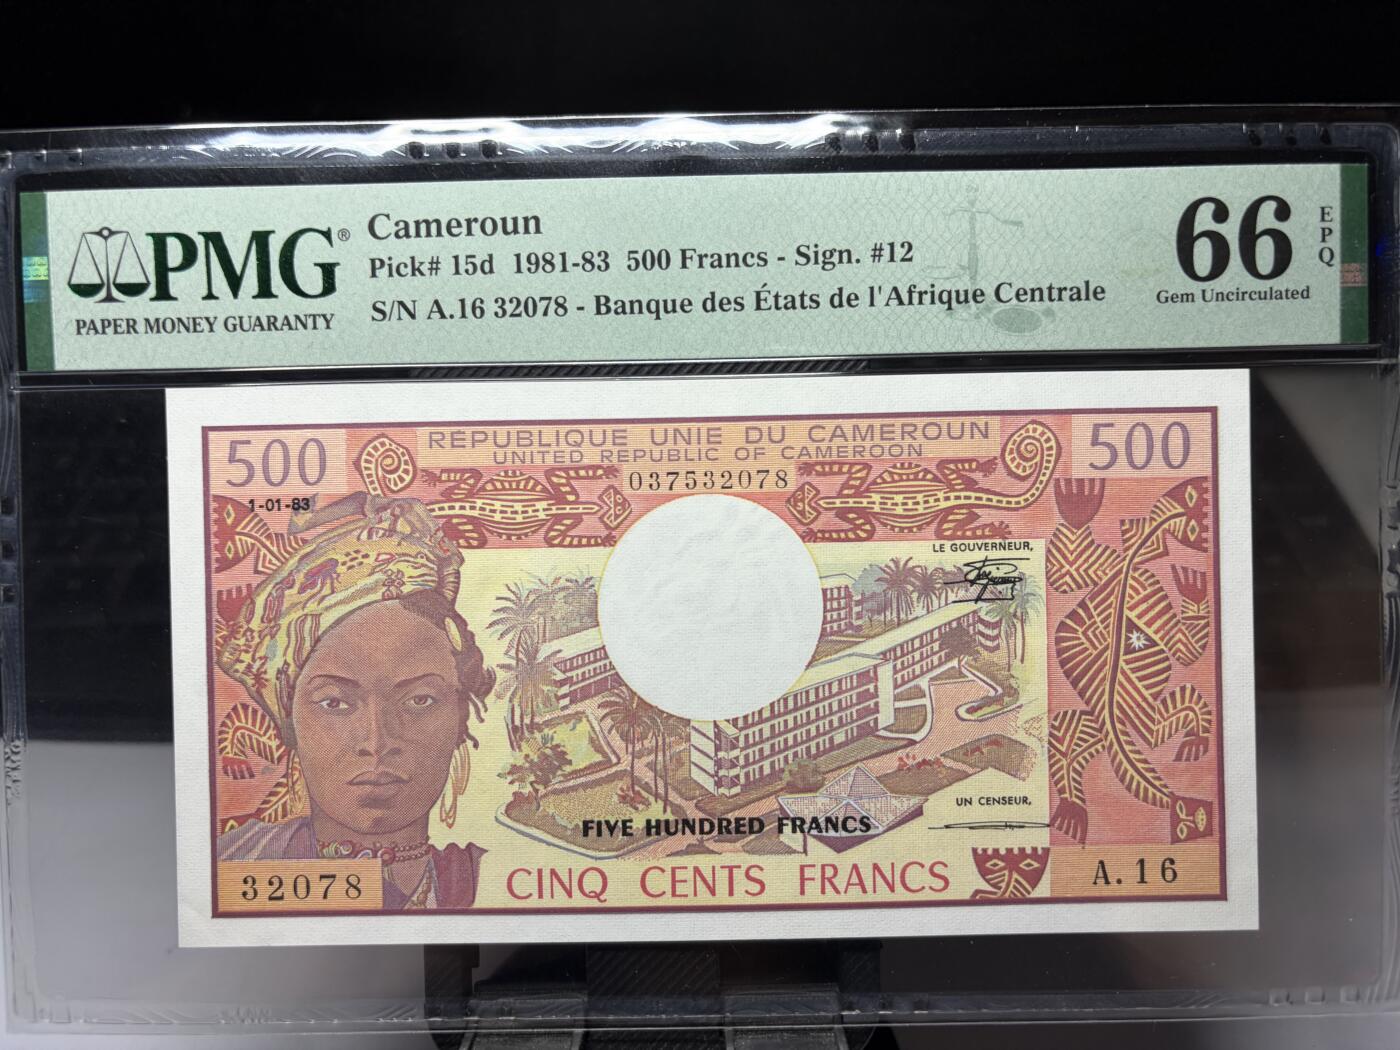 PMG®
PAPER MONEY GUARANTY
Cameroun
Pick# 15d 1981-83 500 Francs - Sign. #12
S/N A.16 32078 - Banque des États de l'Afrique Centrale
66
EPQ
Gem Uncirculated
500
RÉPUBLIQUE UNIE DU CAMEROUN
500
UNITED REPUBLIC OF CAMEROON
037532078
1-01-83
LE GOUVERNEUR,
UN CENSEUR,
FIVE HUNDRED FRANCS
CINQ CENTS FRANCS
32078
A.16